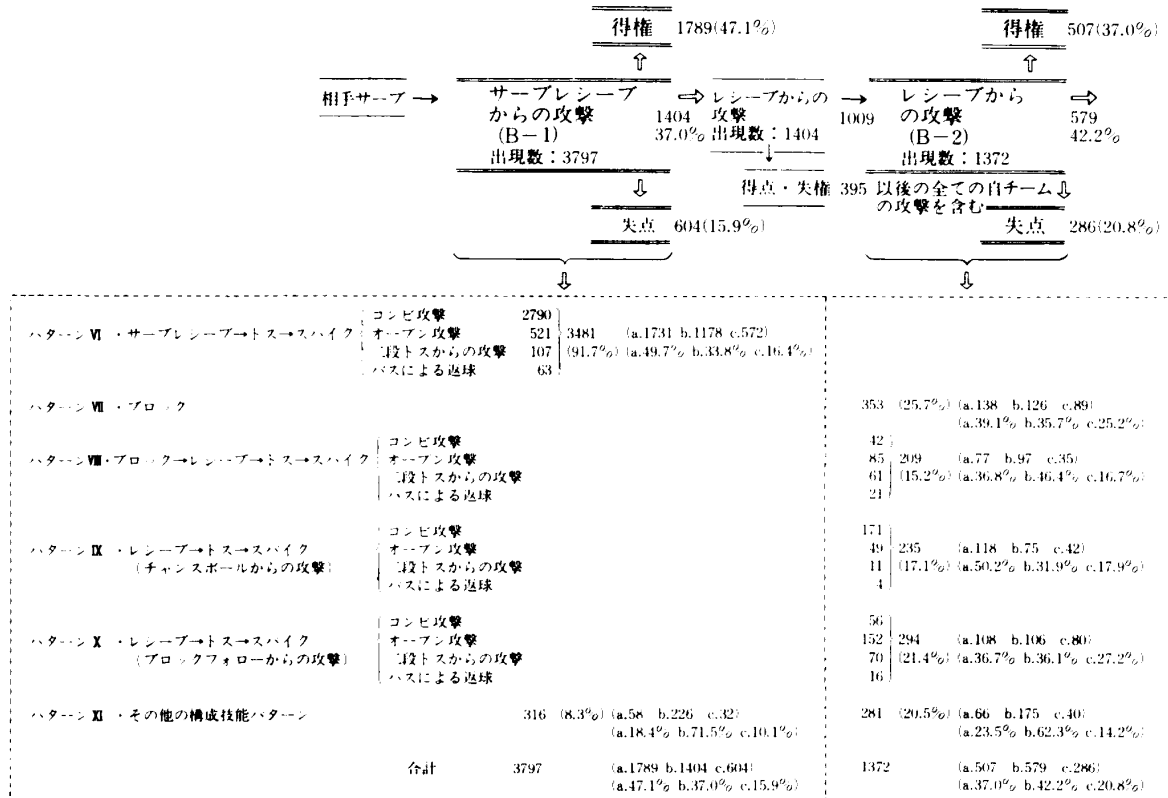 得権 1789(47.1%) 得権 507(37.0%)
⇧ ⇧
相手サーブ → サーブレシーブ ⇨ レシーブからの → レシーブから ⇨
からの攻撃 1404 攻撃 1009 の攻撃 579
(B-1) 37.0% 出現数：1404 (B-2) 42.2%
出現数：3797 ↓ 出現数：1372
⇩ 得点・失権 395 以後の全ての自チーム ⇩
の攻撃を含む
失点 604(15.9%) 失点 286(20.8%)
⇩ ⇩
コンビ攻撃 2790
パターンⅥ ・サーブレシーブ→トス→スパイク オープン攻撃 521 3481 (a.1731 b.1178 c.572)
二段トスからの攻撃 107 (91.7%) (a.49.7% b.33.8% c.16.4%)
パスによる返球 63
パターンⅦ ・ブロック 353 (25.7%) (a.138 b.126 c.89)
(a.39.1% b.35.7% c.25.2%)
コンビ攻撃 42
パターンⅧ・ブロック→レシーブ→トス→スパイク オープン攻撃 85 209 (a.77 b.97 c.35)
二段トスからの攻撃 61 (15.2%) (a.36.8% b.46.4% c.16.7%)
パスによる返球 21
コンビ攻撃 171
パターンⅨ ・レシーブ→トス→スパイク オープン攻撃 49 235 (a.118 b.75 c.42)
(チャンスボールからの攻撃) 二段トスからの攻撃 11 (17.1%) (a.50.2% b.31.9% c.17.9%)
パスによる返球 4
コンビ攻撃 56
パターンⅩ ・レシーブ→トス→スパイク オープン攻撃 152 294 (a.108 b.106 c.80)
(ブロックフォローからの攻撃) 二段トスからの攻撃 70 (21.4%) (a.36.7% b.36.1% c.27.2%)
パスによる返球 16
パターンⅪ ・その他の構成技能パターン 316 (8.3%) (a.58 b.226 c.32) 281 (20.5%) (a.66 b.175 c.40)
(a.18.4% b.71.5% c.10.1%) (a.23.5% b.62.3% c.14.2%)
合計 3797 (a.1789 b.1404 c.604) 1372 (a.507 b.579 c.286)
(a.47.1% b.37.0% c.15.9%) (a.37.0% b.42.2% c.20.8%)